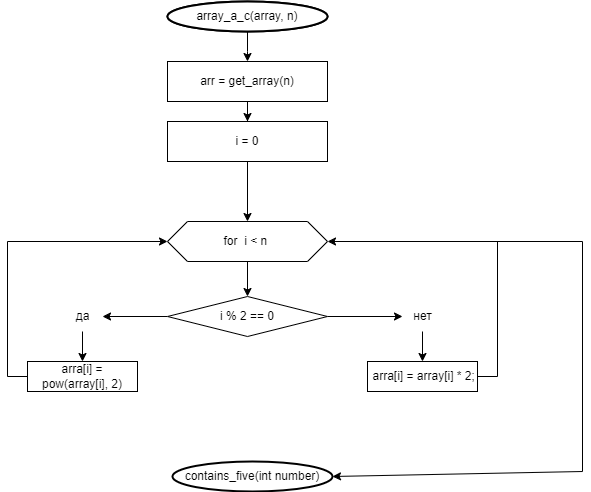 array_a_c(array, n)
arr = get_array(n)
i = 0
for i < n
i % 2 == 0
да
нет
arra[i] =
pow(array[i], 2)
arra[i] = array[i] * 2;
contains_five(int number)